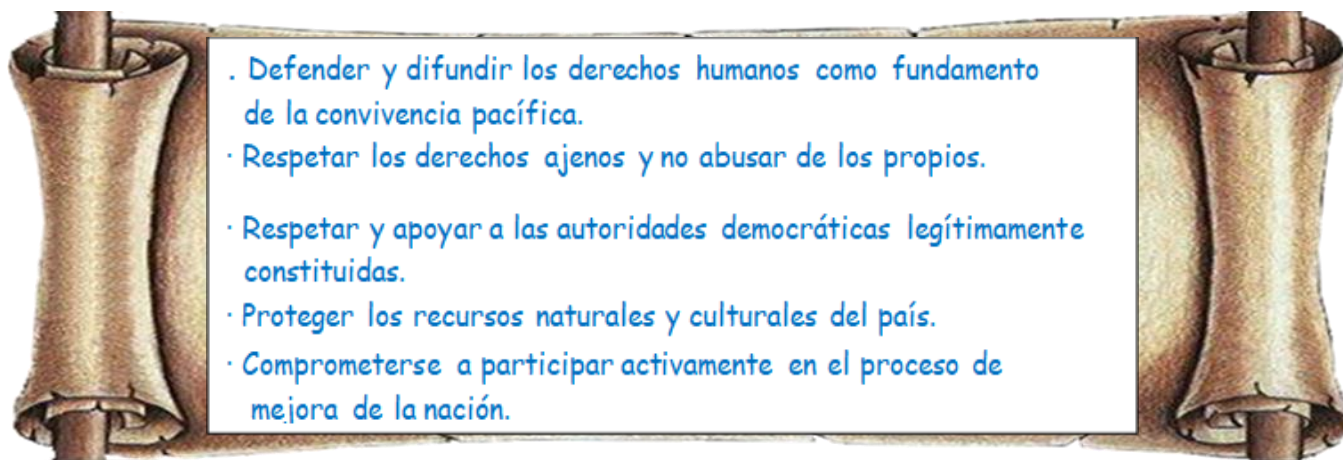 . Defender y difundir los derechos humanos como fundamento
de la convivencia pacífica.
· Respetar los derechos ajenos y no abusar de los propios.
· Respetar y apoyar a las autoridades democráticas legítimamente
constituidas.
· Proteger los recursos naturales y culturales del país.
· Comprometerse a participar activamente en el proceso de
mejora de la nación.